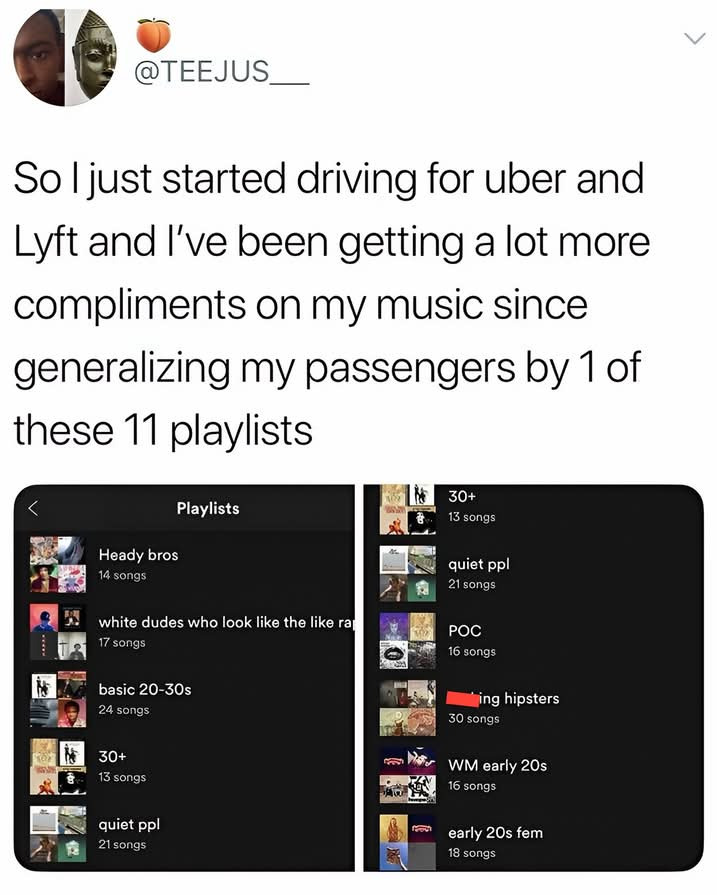 @TEEJUS___
So I just started driving for uber and
Lyft and I've been getting a lot more
compliments on my music since
generalizing my passengers by 1 of
these 11 playlists
Playlists
Heady bros
14 songs
white dudes who look like the like rap
17 songs
basic 20-30s
24 songs
30+
13 songs
quiet ppl
21 songs
30+
13 songs
quiet ppl
21 songs
POC
16 songs
ing hipsters
30 songs
WM early 20s
16 songs
early 20s fem
18 songs